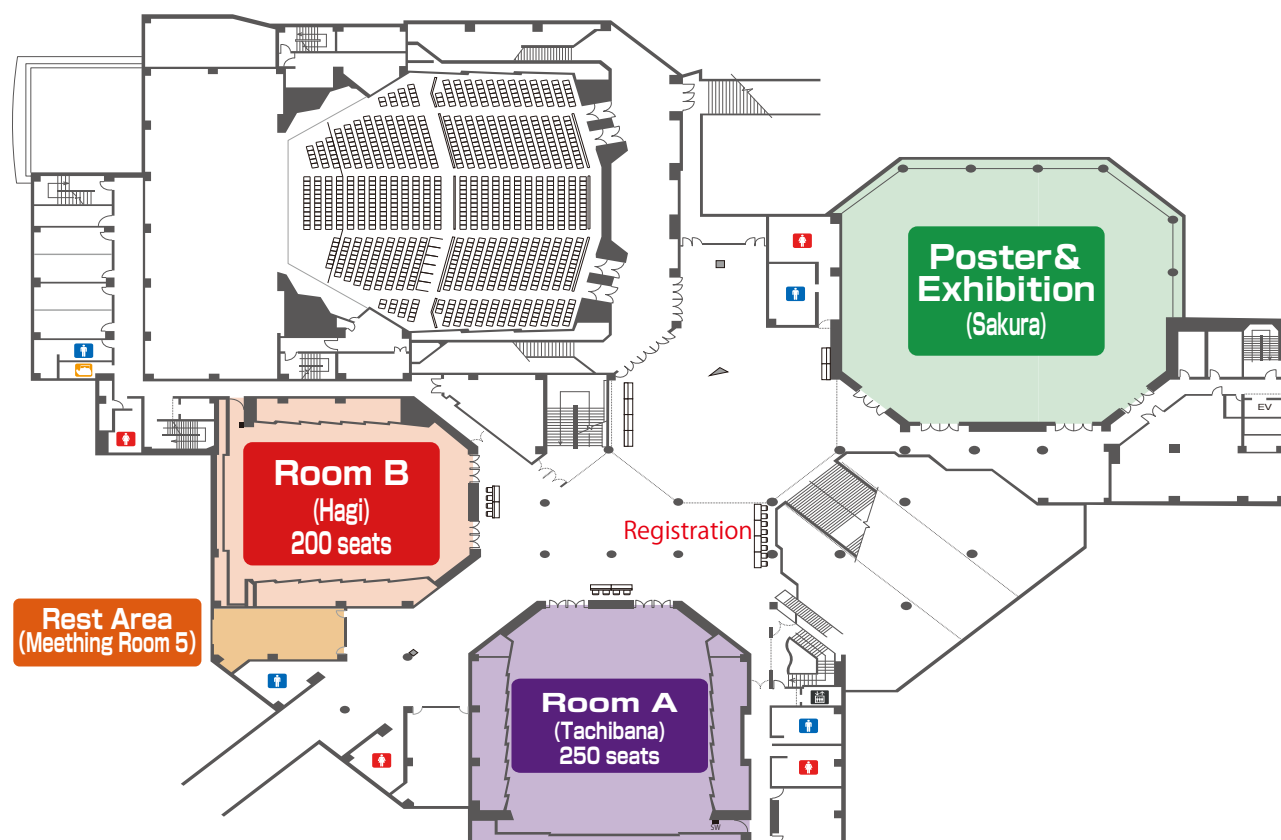 Poster&
Exhibition
(Sakura)
EV
Room B
(Hagi)
200 seats
Registration
Rest Area
(Meething Room 5)
Room A
(Tachibana)
250 seats
SW